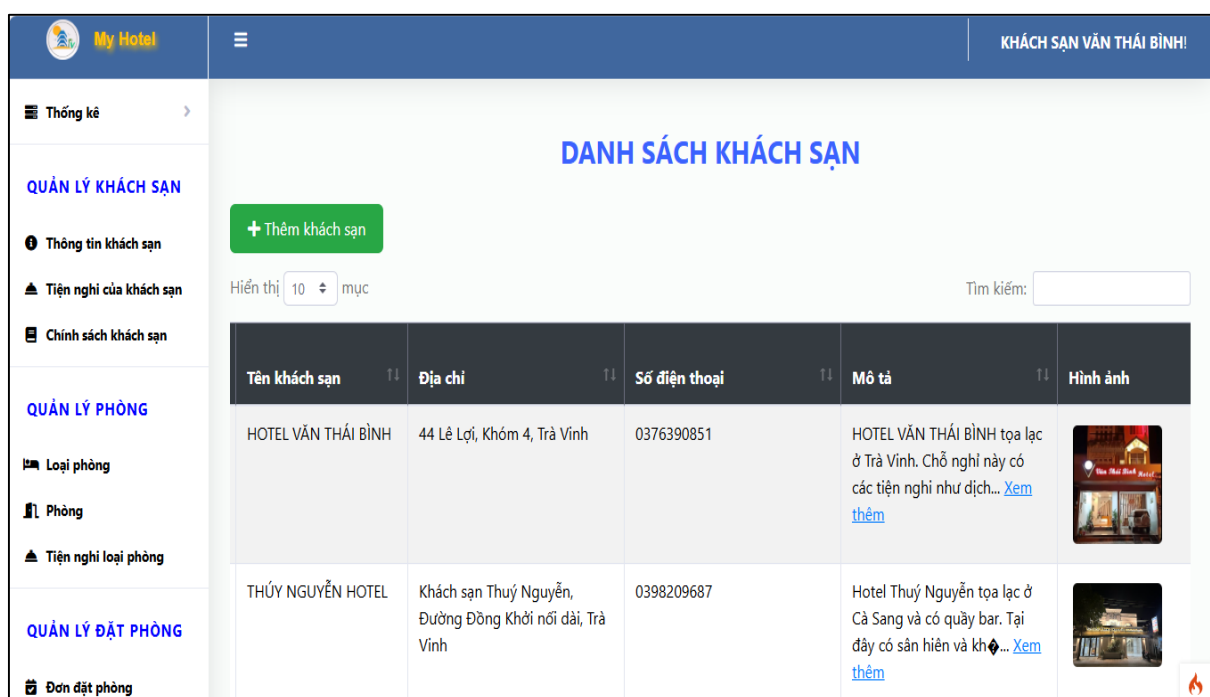 My Hotel
KHÁCH SẠN VĂN THÁI BÌNH!
Thống kê
QUẢN LÝ KHÁCH SẠN
Thông tin khách sạn
Tiện nghi của khách sạn
Chính sách khách sạn
QUẢN LÝ PHÒNG
Loại phòng
Phòng
Tiện nghi loại phòng
QUẢN LÝ ĐẶT PHÒNG
Đơn đặt phòng
DANH SÁCH KHÁCH SẠN
Thêm khách sạn
Hiển thị 10 mục
Tìm kiếm:
Tên khách sạn Địa chỉ Số điện thoại Mô tả Hình ảnh
HOTEL VĂN THÁI BÌNH
44 Lê Lợi, Khóm 4, Trà Vinh
0376390851
HOTEL VĂN THÁI BÌNH tọa lạc
ở Trà Vinh. Chỗ nghỉ này có
các tiện nghi như dịch... Xem
thêm
Văn Thái Bình Hotel
THÚY NGUYỄN HOTEL
Khách sạn Thuý Nguyễn,
Đường Đồng Khởi nối dài, Trà
Vinh
0398209687
Hotel Thuý Nguyễn tọa lạc ở
Cà Sang và có quầy bar. Tại
đây có sân hiên và kh�... Xem
thêm